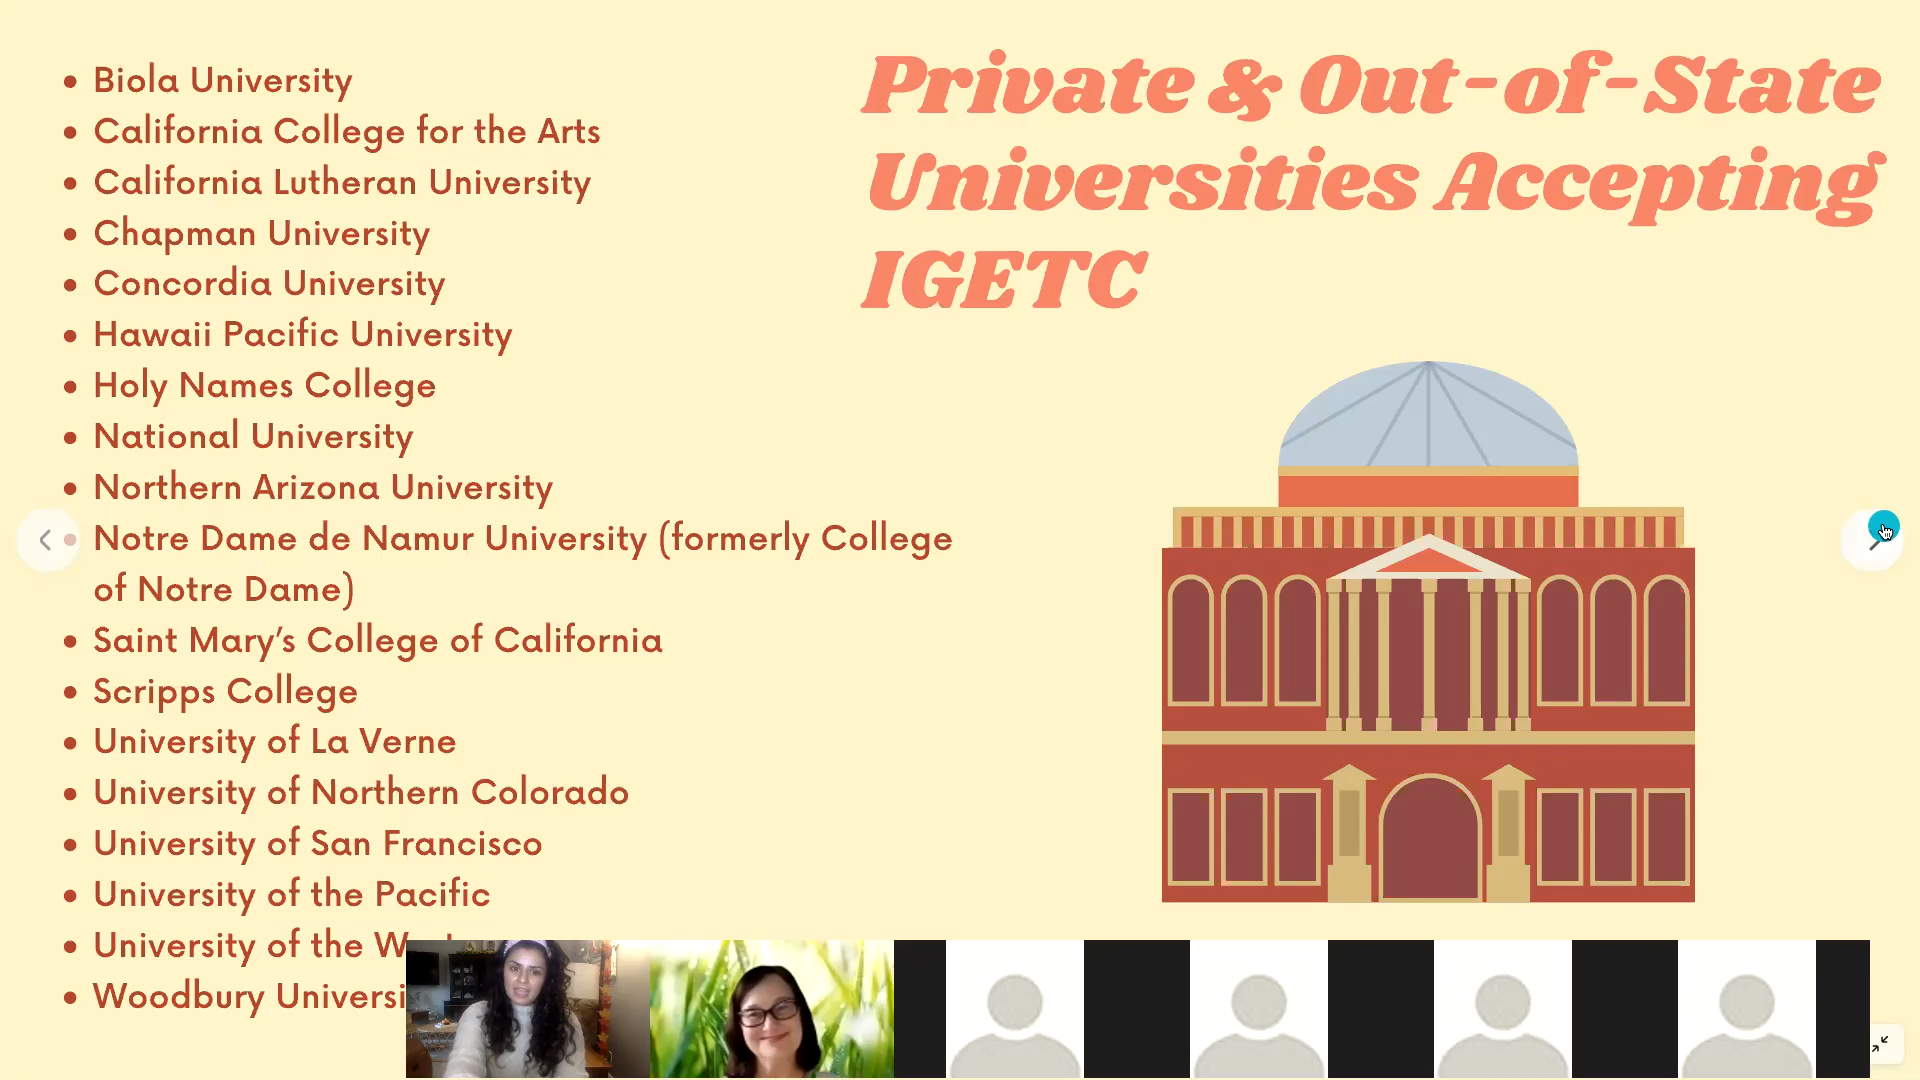 Private & Out-of-State
Universities Accepting
IGETC
Biola University
California College for the Arts
California Lutheran University
Chapman University
Concordia University
Hawaii Pacific University
Holy Names College
National University
Northern Arizona University
Notre Dame de Namur University (formerly College
of Notre Dame)
Saint Mary's College of California
Scripps College
University of La Verne
University of Northern Colorado
University of San Francisco
University of the Pacific
University of the
Woodbury